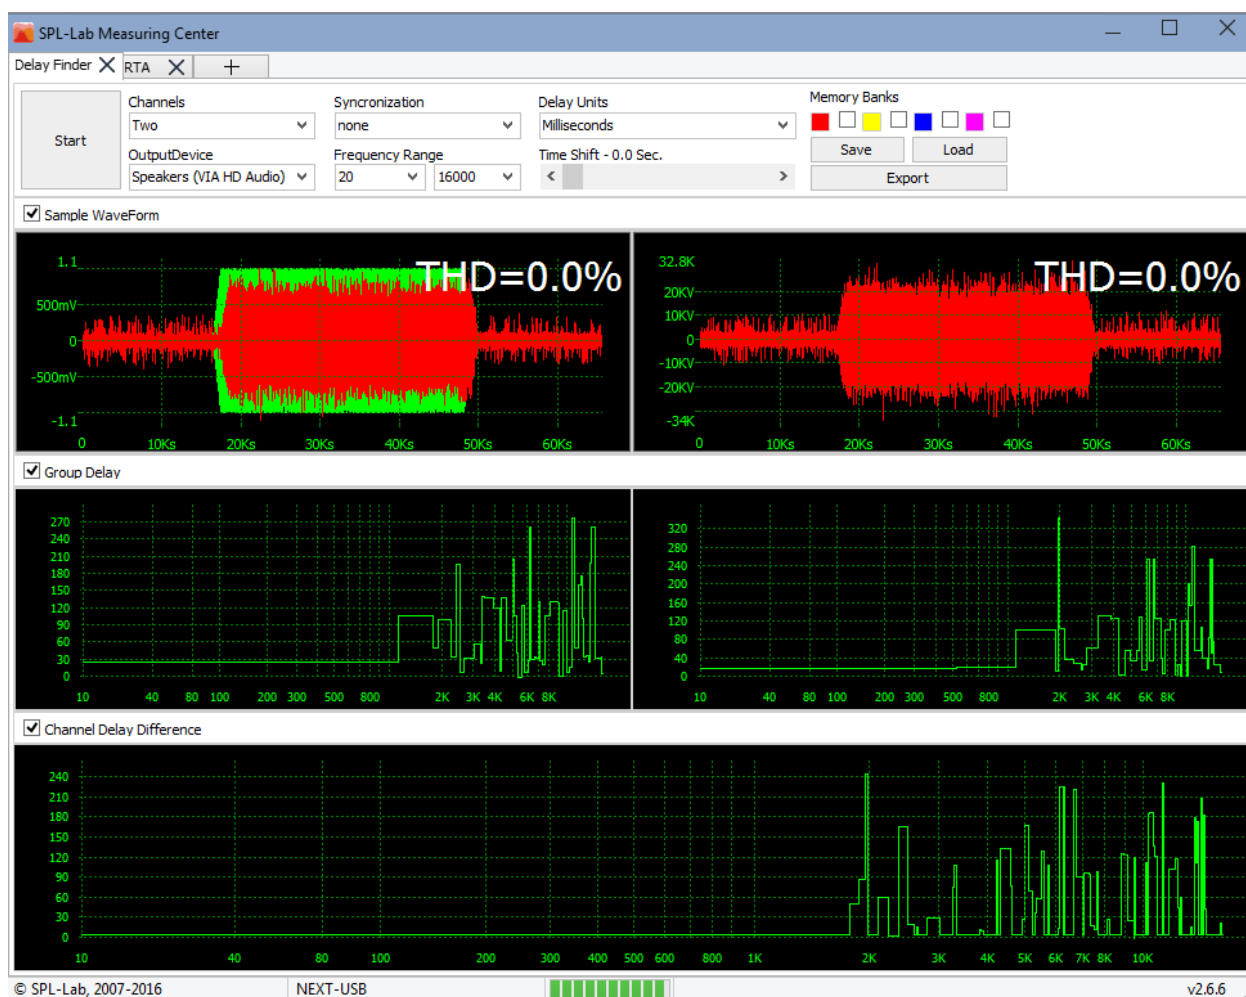 SPL-Lab Measuring Center
Delay Finder RTA +
Start
Channels Syncronization Delay Units Memory Banks
Two none Milliseconds
Save Load
OutputDevice Frequency Range Time Shift - 0.0 Sec.
Speakers (VIA HD Audio) 20 16000 Export
Sample WaveForm
THD=0.0%
1.1
500mV
0
-500mV
-1.1
0 10Ks 20Ks 30Ks 40Ks 50Ks 60Ks
THD=0.0%
32.8K
20KV
10KV
0
-10KV
-20KV
-34K
0 10Ks 20Ks 30Ks 40Ks 50Ks 60Ks
Group Delay
270
240
210
180
150
120
90
60
30
0
10 40 80 100 200 300 500 800 2K 3K 4K 6K 8K
320
280
240
200
160
120
80
40
0
10 40 80 100 200 300 500 800 2K 3K 4K 6K 8K
Channel Delay Difference
240
210
180
150
120
90
60
30
0
10 40 80 100 200 300 400 500 600 800 1K 2K 3K 4K 5K 6K 7K 8K 10K
© SPL-Lab, 2007-2016 NEXT-USB v2.6.6